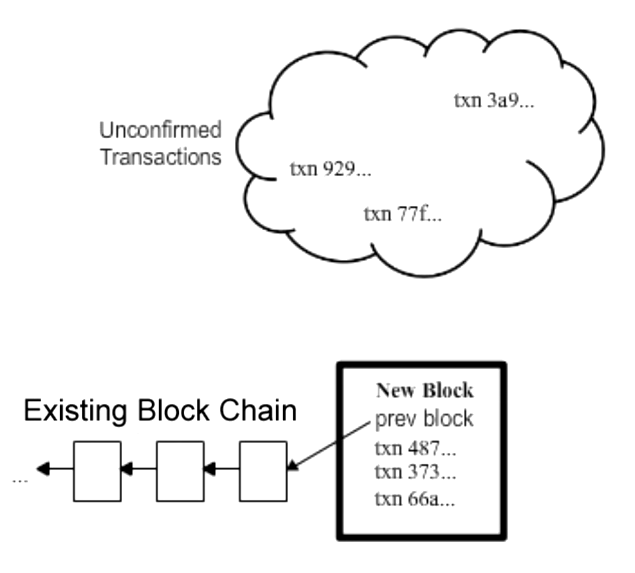 txn 3a9...
Unconfirmed
Transactions
txn 929...
txn 77f...
New Block
Existing Block Chain
prev block
txn 487...
txn 373...
txn 66a...
...